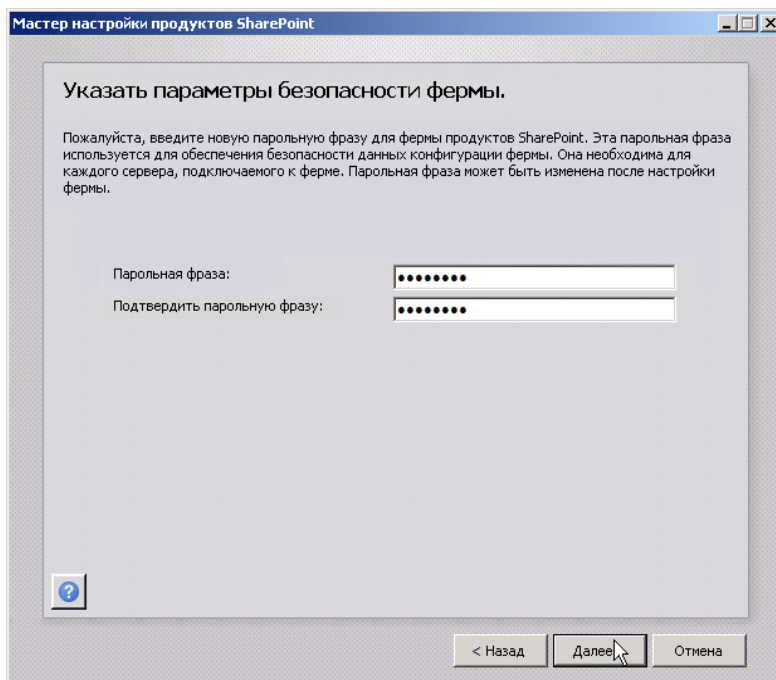 Мастер настройки продуктов SharePoint
Указать параметры безопасности фермы.
Пожалуйста, введите новую парольную фразу для фермы продуктов SharePoint. Эта парольная фраза
используется для обеспечения безопасности данных конфигурации фермы. Она необходима для
каждого сервера, подключаемого к ферме. Парольная фраза может быть изменена после настройки
фермы.
Парольная фраза: ●●●●●●●●
Подтвердить парольную фразу: ●●●●●●●●
?
< Назад
Далее
Отмена